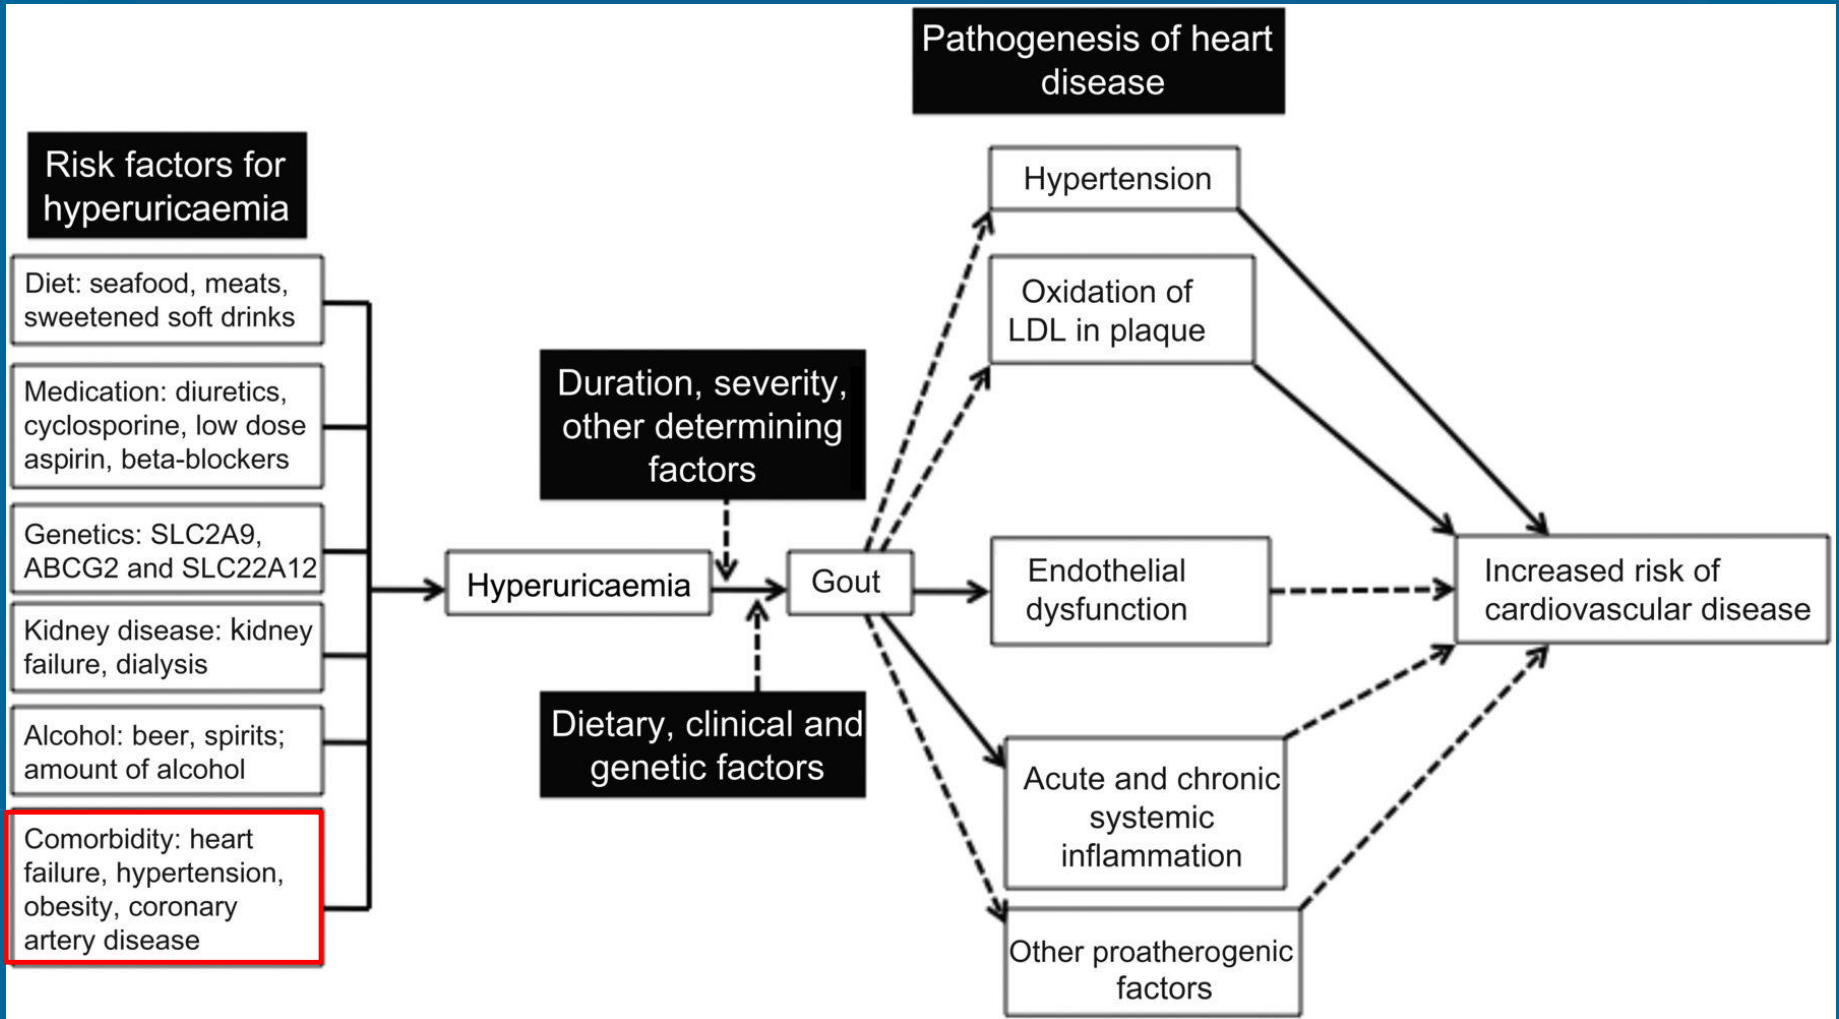 Pathogenesis of heart
disease
Risk factors for
hyperuricaemia
Diet: seafood, meats,
sweetened soft drinks
Medication: diuretics,
cyclosporine, low dose
aspirin, beta-blockers
Genetics: SLC2A9,
ABCG2 and SLC22A12
Kidney disease: kidney
failure, dialysis
Alcohol: beer, spirits;
amount of alcohol
Comorbidity: heart
failure, hypertension,
obesity, coronary
artery disease
Hyperuricaemia
Duration, severity,
other determining
factors
Dietary, clinical and
genetic factors
Gout
Hypertension
Oxidation of
LDL in plaque
Endothelial
dysfunction
Acute and chronic
systemic
inflammation
Other proatherogenic
factors
Increased risk of
cardiovascular disease